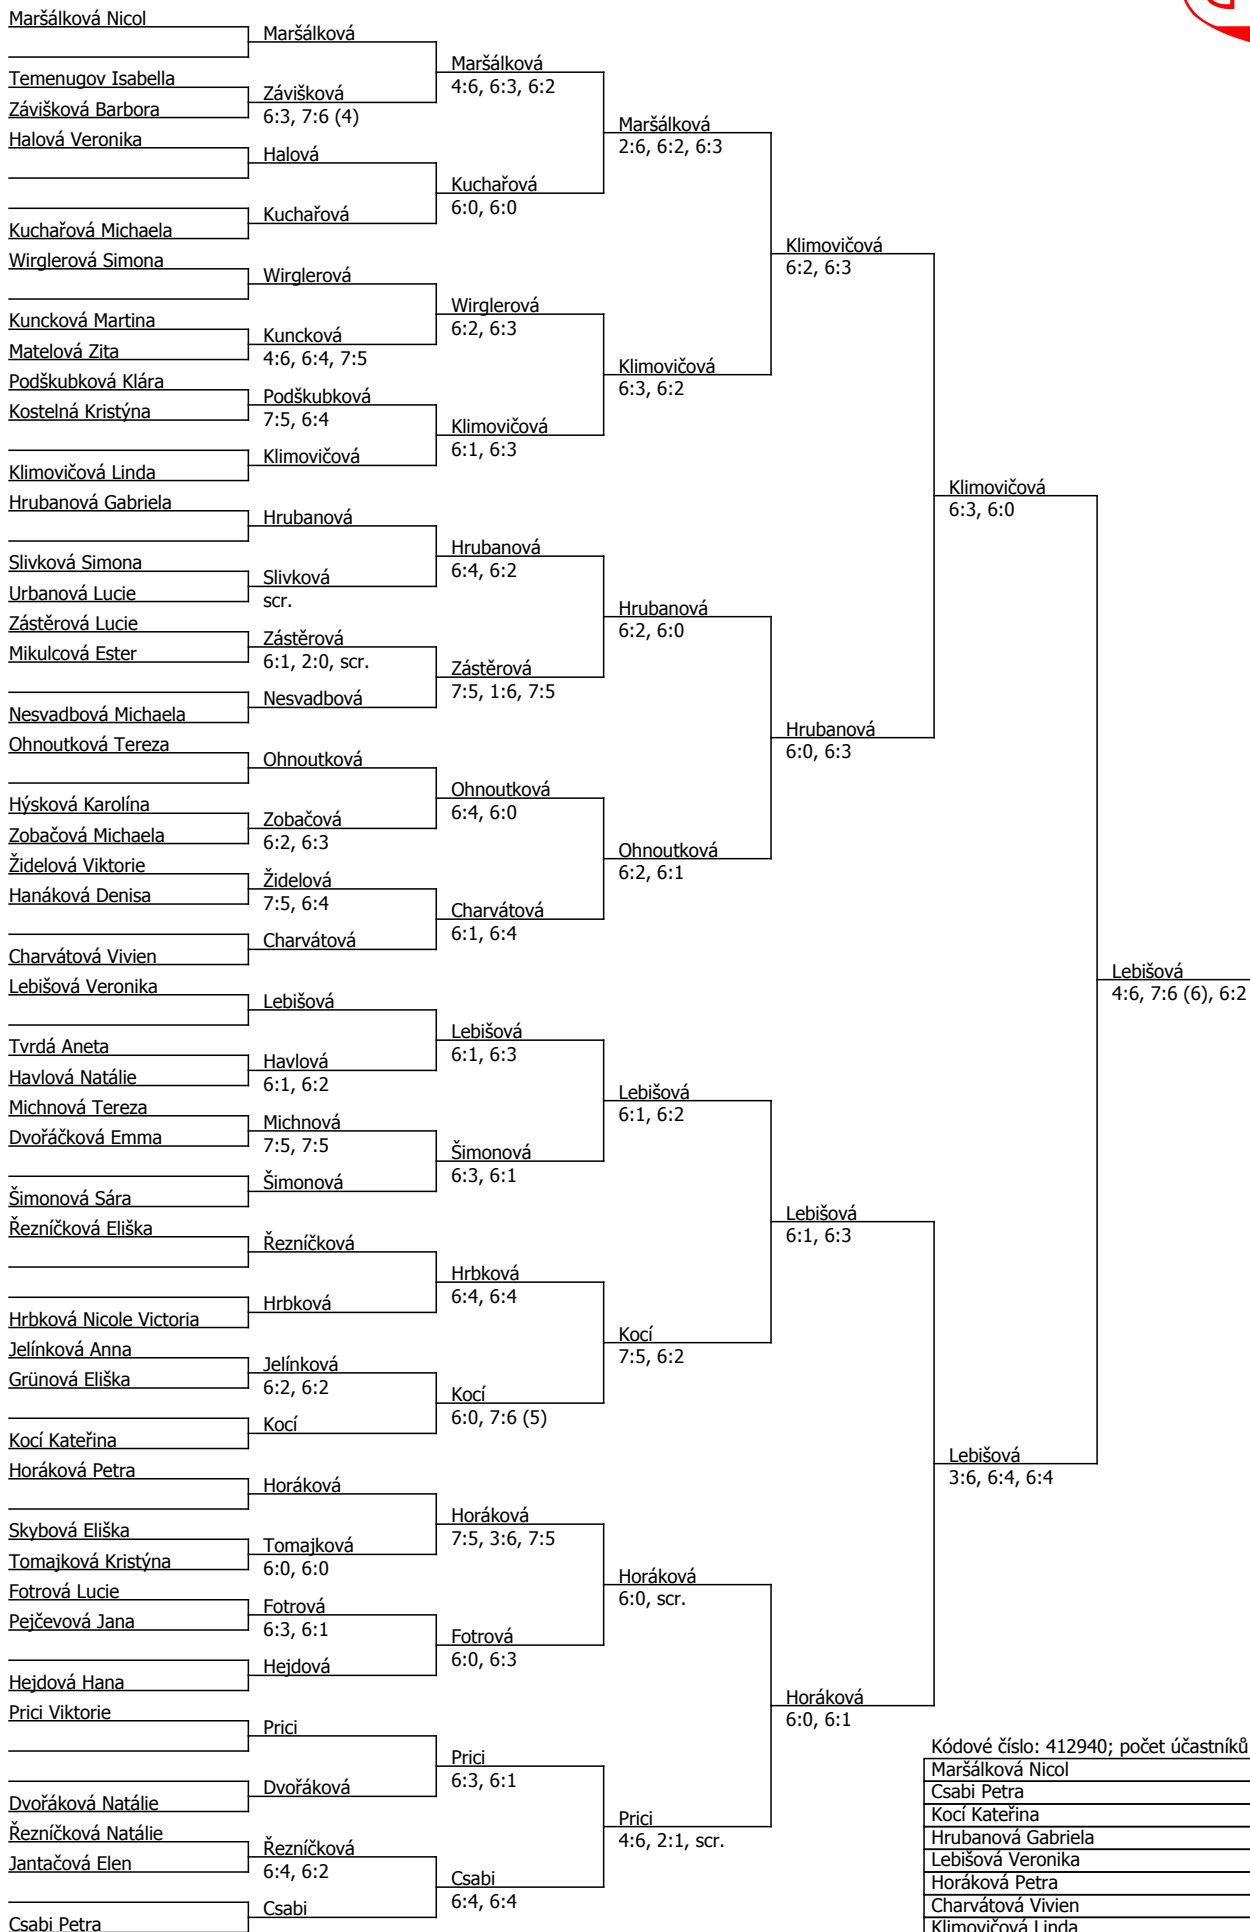 Maršálková Nicol
Temenugov Isabella
Závišková Barbora
Halová Veronika
Kuchařová Michaela
Wirglerová Simona
Kuncková Martina
Matelová Zita
Podškubková Klára
Kostelná Kristýna
Klimovičová Linda
Hrubanová Gabriela
Slivková Simona
Urbanová Lucie
Zástěrová Lucie
Mikulcová Ester
Nesvadbová Michaela
Ohnoutková Tereza
Hýsková Karolína
Zobačová Michaela
Židelová Viktorie
Hanáková Denisa
Charvátová Vivien
Lebišová Veronika
Tvrdá Aneta
Havlová Natálie
Michnová Tereza
Dvořáčková Emma
Šimonová Sára
Řezníčková Eliška
Hrbková Nicole Victoria
Jelínková Anna
Grünová Eliška
Kocí Kateřina
Horáková Petra
Skybová Eliška
Tomajková Kristýna
Fotrová Lucie
Pejčevová Jana
Hejdová Hana
Prici Viktorie
Dvořáková Natálie
Řezníčková Natálie
Jantačová Elen
Csabi Petra
Maršálková
Závišková
6:3, 7:6 (4)
Halová
Kuchařová
Wirglerová
Kuncková
4:6, 6:4, 7:5
Podškubková
7:5, 6:4
Klimovičová
Hrubanová
Slivková
scr.
Zástěrová
6:1, 2:0, scr.
Nesvadbová
Ohnoutková
Zobačová
6:2, 6:3
Židelová
7:5, 6:4
Charvátová
Lebišová
Havlová
6:1, 6:2
Michnová
7:5, 7:5
Šimonová
Řezníčková
Hrbková
Jelínková
6:2, 6:2
Kocí
Horáková
Tomajková
6:0, 6:0
Fotrová
6:3, 6:1
Hejdová
Prici
Dvořáková
Řezníčková
6:4, 6:2
Csabi
Maršálková
4:6, 6:3, 6:2
Kuchařová
6:0, 6:0
Wirglerová
6:2, 6:3
Klimovičová
6:1, 6:3
Hrubanová
6:4, 6:2
Zástěrová
7:5, 1:6, 7:5
Ohnoutková
6:4, 6:0
Charvátová
6:1, 6:4
Lebišová
6:1, 6:3
Šimonová
6:3, 6:1
Hrbková
6:4, 6:4
Kocí
6:0, 7:6 (5)
Horáková
7:5, 3:6, 7:5
Fotrová
6:0, 6:3
Prici
6:3, 6:1
Csabi
6:4, 6:4
Maršálková
2:6, 6:2, 6:3
Klimovičová
6:3, 6:2
Hrubanová
6:2, 6:0
Ohnoutková
6:2, 6:1
Lebišová
6:1, 6:2
Kocí
7:5, 6:2
Horáková
6:0, scr.
Prici
4:6, 2:1, scr.
Klimovičová
6:2, 6:3
Hrubanová
6:0, 6:3
Lebišová
6:1, 6:3
Horáková
6:0, 6:1
Klimovičová
6:3, 6:0
Lebišová
3:6, 6:4, 6:4
Lebišová
4:6, 7:6 (6), 6:2
Kódové číslo: 412940; počet účastníků
Maršálková Nicol
Csabi Petra
Kocí Kateřina
Hrubanová Gabriela
Lebišová Veronika
Horáková Petra
Charvátová Vivien
Klimovičová Linda